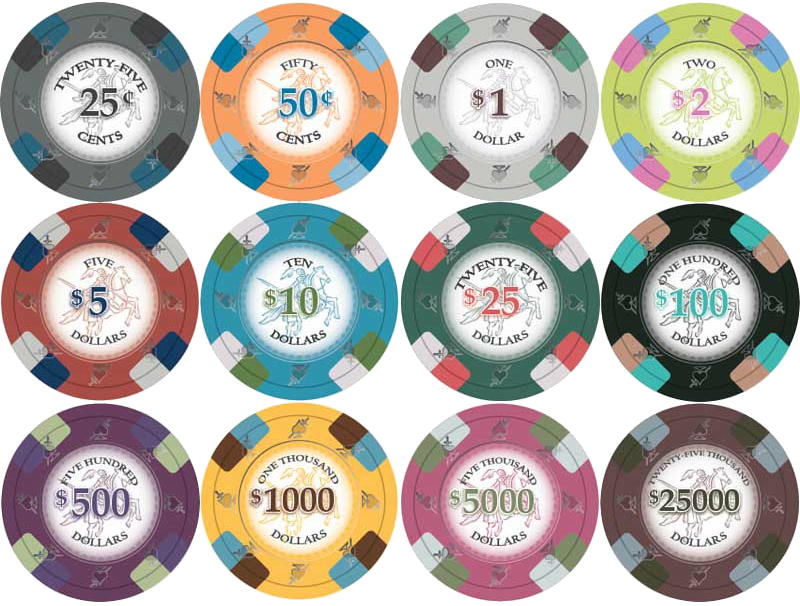 TWENTY-FIVE
25¢
CENTS
FIFTY
50¢
CENTS
ONE
$1
DOLLAR
TWO
$2
DOLLARS
FIVE
$5
DOLLARS
TEN
$10
DOLLARS
TWENTY-FIVE
$25
DOLLARS
ONE HUNDRED
$100
DOLLARS
FIVE HUNDRED
$500
DOLLARS
ONE THOUSAND
$1000
DOLLARS
FIVE THOUISAND
$5000
DOLLARS
TWENTY-FIVE THOUSAND
$25000
DOLLARS